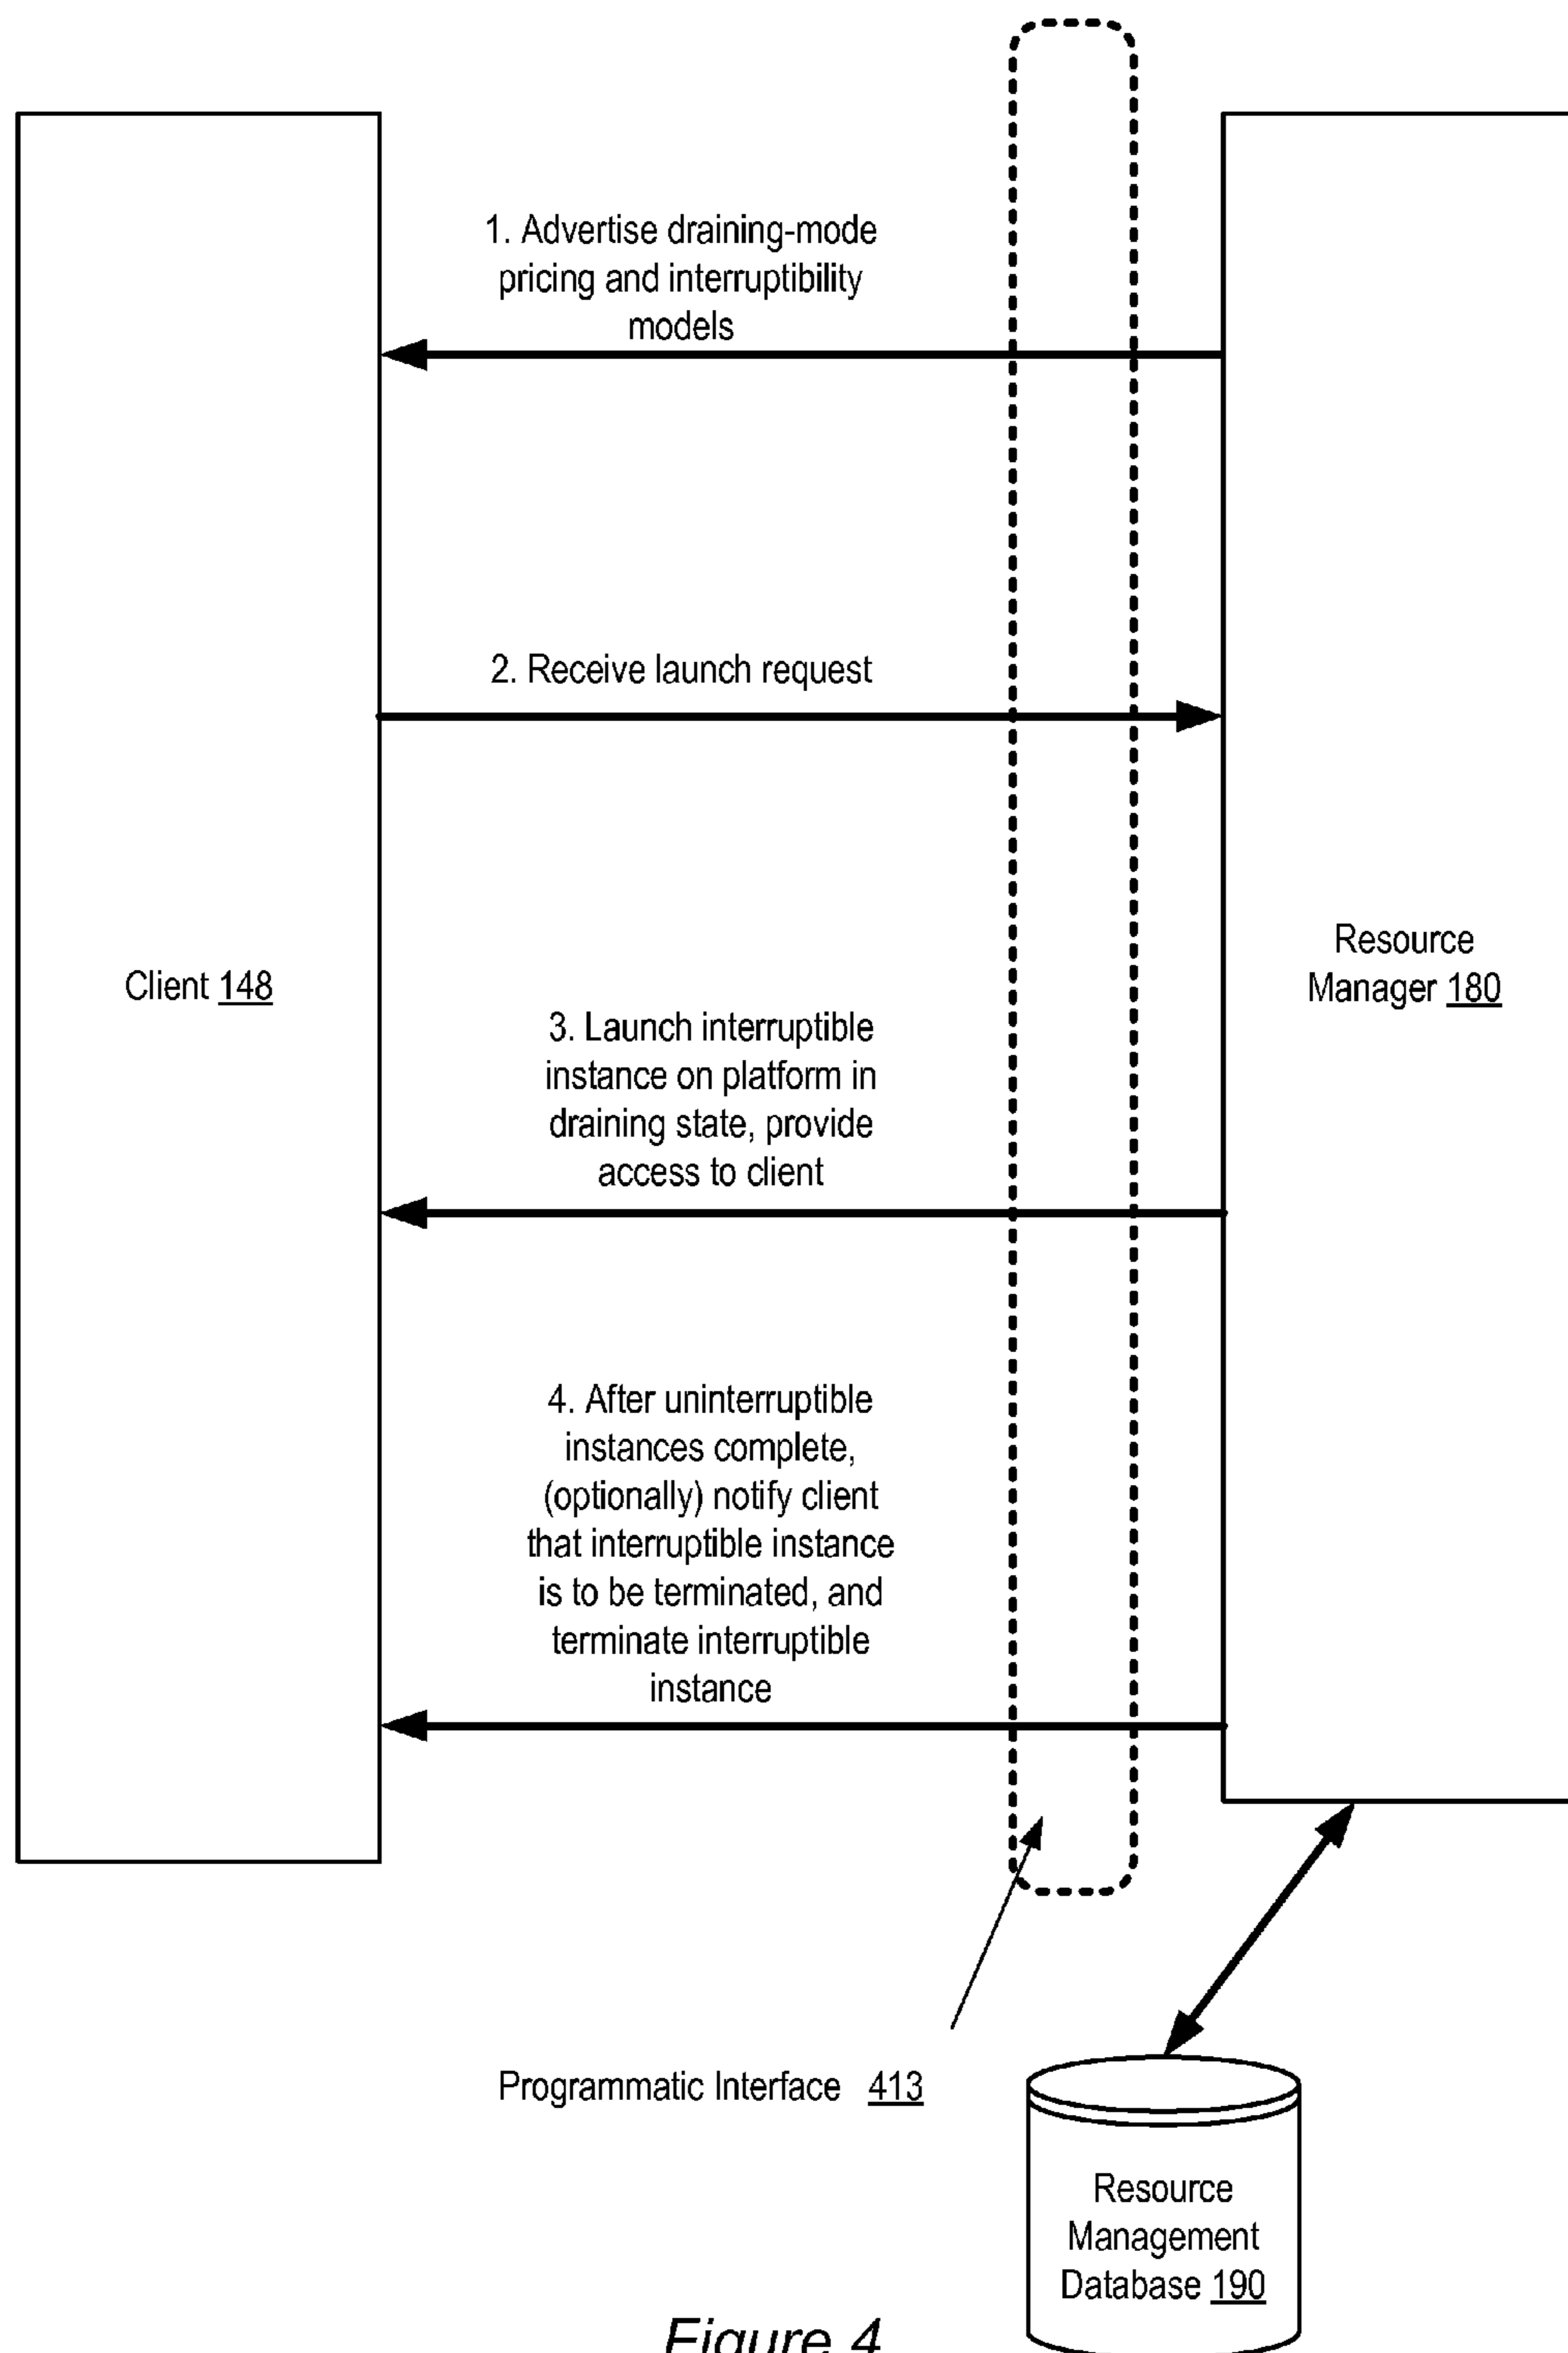 1. Advertise draining-mode
pricing and interruptibility
models
2. Receive launch request
Client 148
Resource
Manager 180
3. Launch interruptible
instance on platform in
draining state, provide
access to client
4. After uninterruptible
instances complete,
(optionally) notify client
that interruptible instance
is to be terminated, and
terminate interruptible
instance
Programmatic Interface 413
Resource
Management
Database 190
Figure 4